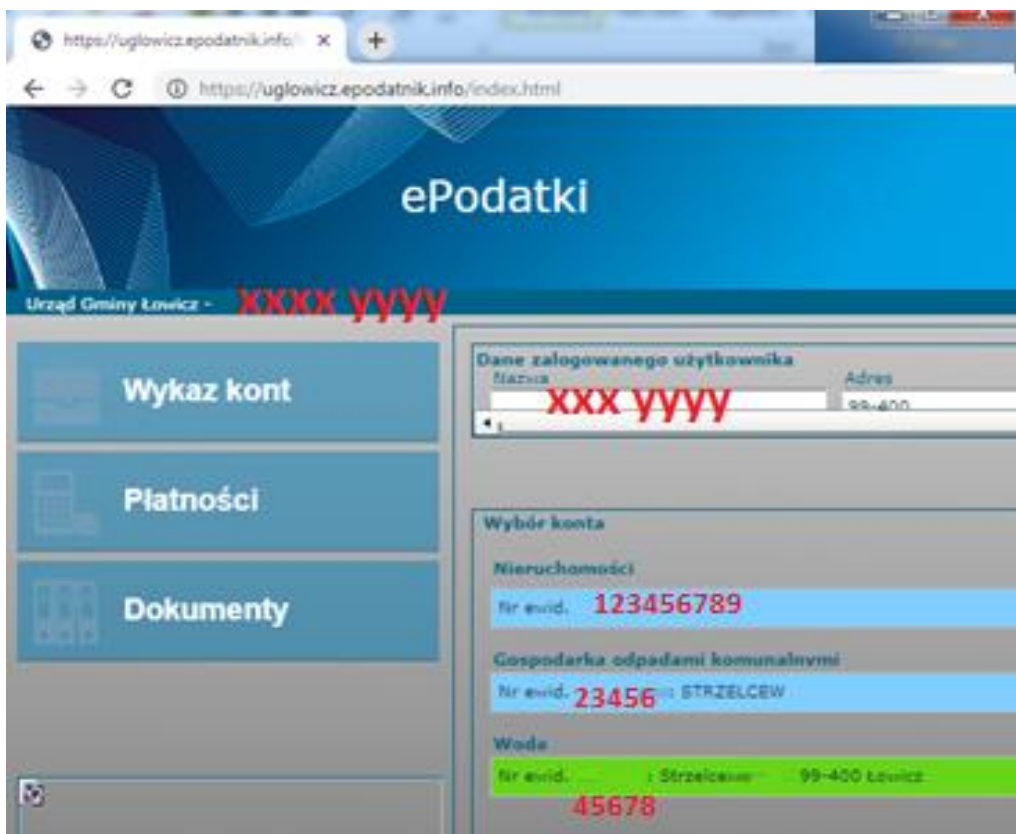 https://uglowicz.epodatnik.info/
https://uglowicz.epodatnik.info/index.html
ePodatki
Urząd Gminy Łowicz - XXXX yyyy
Wykaz kont
Płatności
Dokumenty
Dane zalogowanego użytkownika
Nazwa Adres
XXX yyyy 99-400
Wybór konta
Nieruchomości
Nr ewid. 123456789
Gospodarka odpadami komunalnymi
Nr ewid. 23456 : STRZELCEW
Woda
Nr ewid. : 99-400 Łowicz
45678